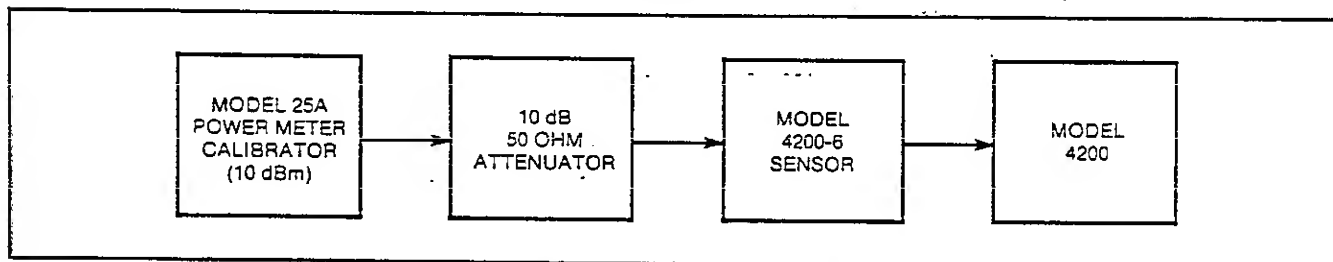 MODEL 25A
POWER METER
CALIBRATOR
(10 dBm)
10 dB
50 OHM
ATTENUATOR
MODEL
4200-6
SENSOR
MODEL
4200